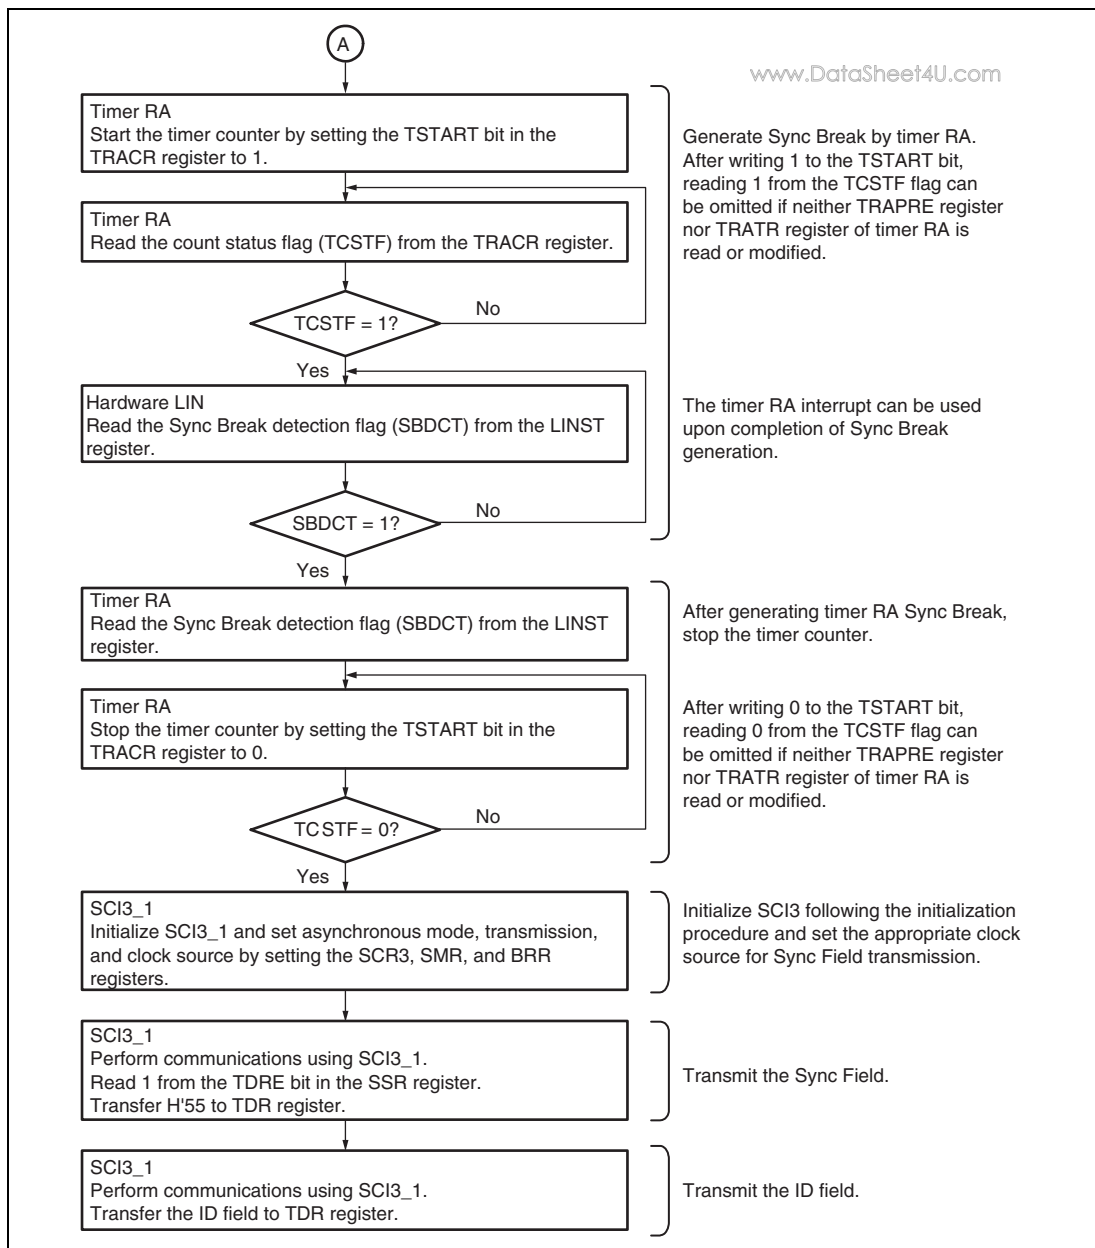 A
www.DataSheet4U.com
Timer RA
Start the timer counter by setting the TSTART bit in the
TRACR register to 1.
Generate Sync Break by timer RA.
After writing 1 to the TSTART bit,
reading 1 from the TCSTF flag can
be omitted if neither TRAPRE register
nor TRATR register of timer RA is
read or modified.
Timer RA
Read the count status flag (TCSTF) from the TRACR register.
TCSTF = 1?
No
Yes
Hardware LIN
Read the Sync Break detection flag (SBDCT) from the LINST
register.
The timer RA interrupt can be used
upon completion of Sync Break
generation.
SBDCT = 1?
No
Yes
Timer RA
Read the Sync Break detection flag (SBDCT) from the LINST
register.
After generating timer RA Sync Break,
stop the timer counter.
Timer RA
Stop the timer counter by setting the TSTART bit in the
TRACR register to 0.
After writing 0 to the TSTART bit,
reading 0 from the TCSTF flag can
be omitted if neither TRAPRE register
nor TRATR register of timer RA is
read or modified.
TCSTF = 0?
No
Yes
SCI3_1
Initialize SCI3_1 and set asynchronous mode, transmission,
and clock source by setting the SCR3, SMR, and BRR
registers.
Initialize SCI3 following the initialization
procedure and set the appropriate clock
source for Sync Field transmission.
SCI3_1
Perform communications using SCI3_1.
Read 1 from the TDRE bit in the SSR register.
Transfer H'55 to TDR register.
Transmit the Sync Field.
SCI3_1
Perform communications using SCI3_1.
Transfer the ID field to TDR register.
Transmit the ID field.